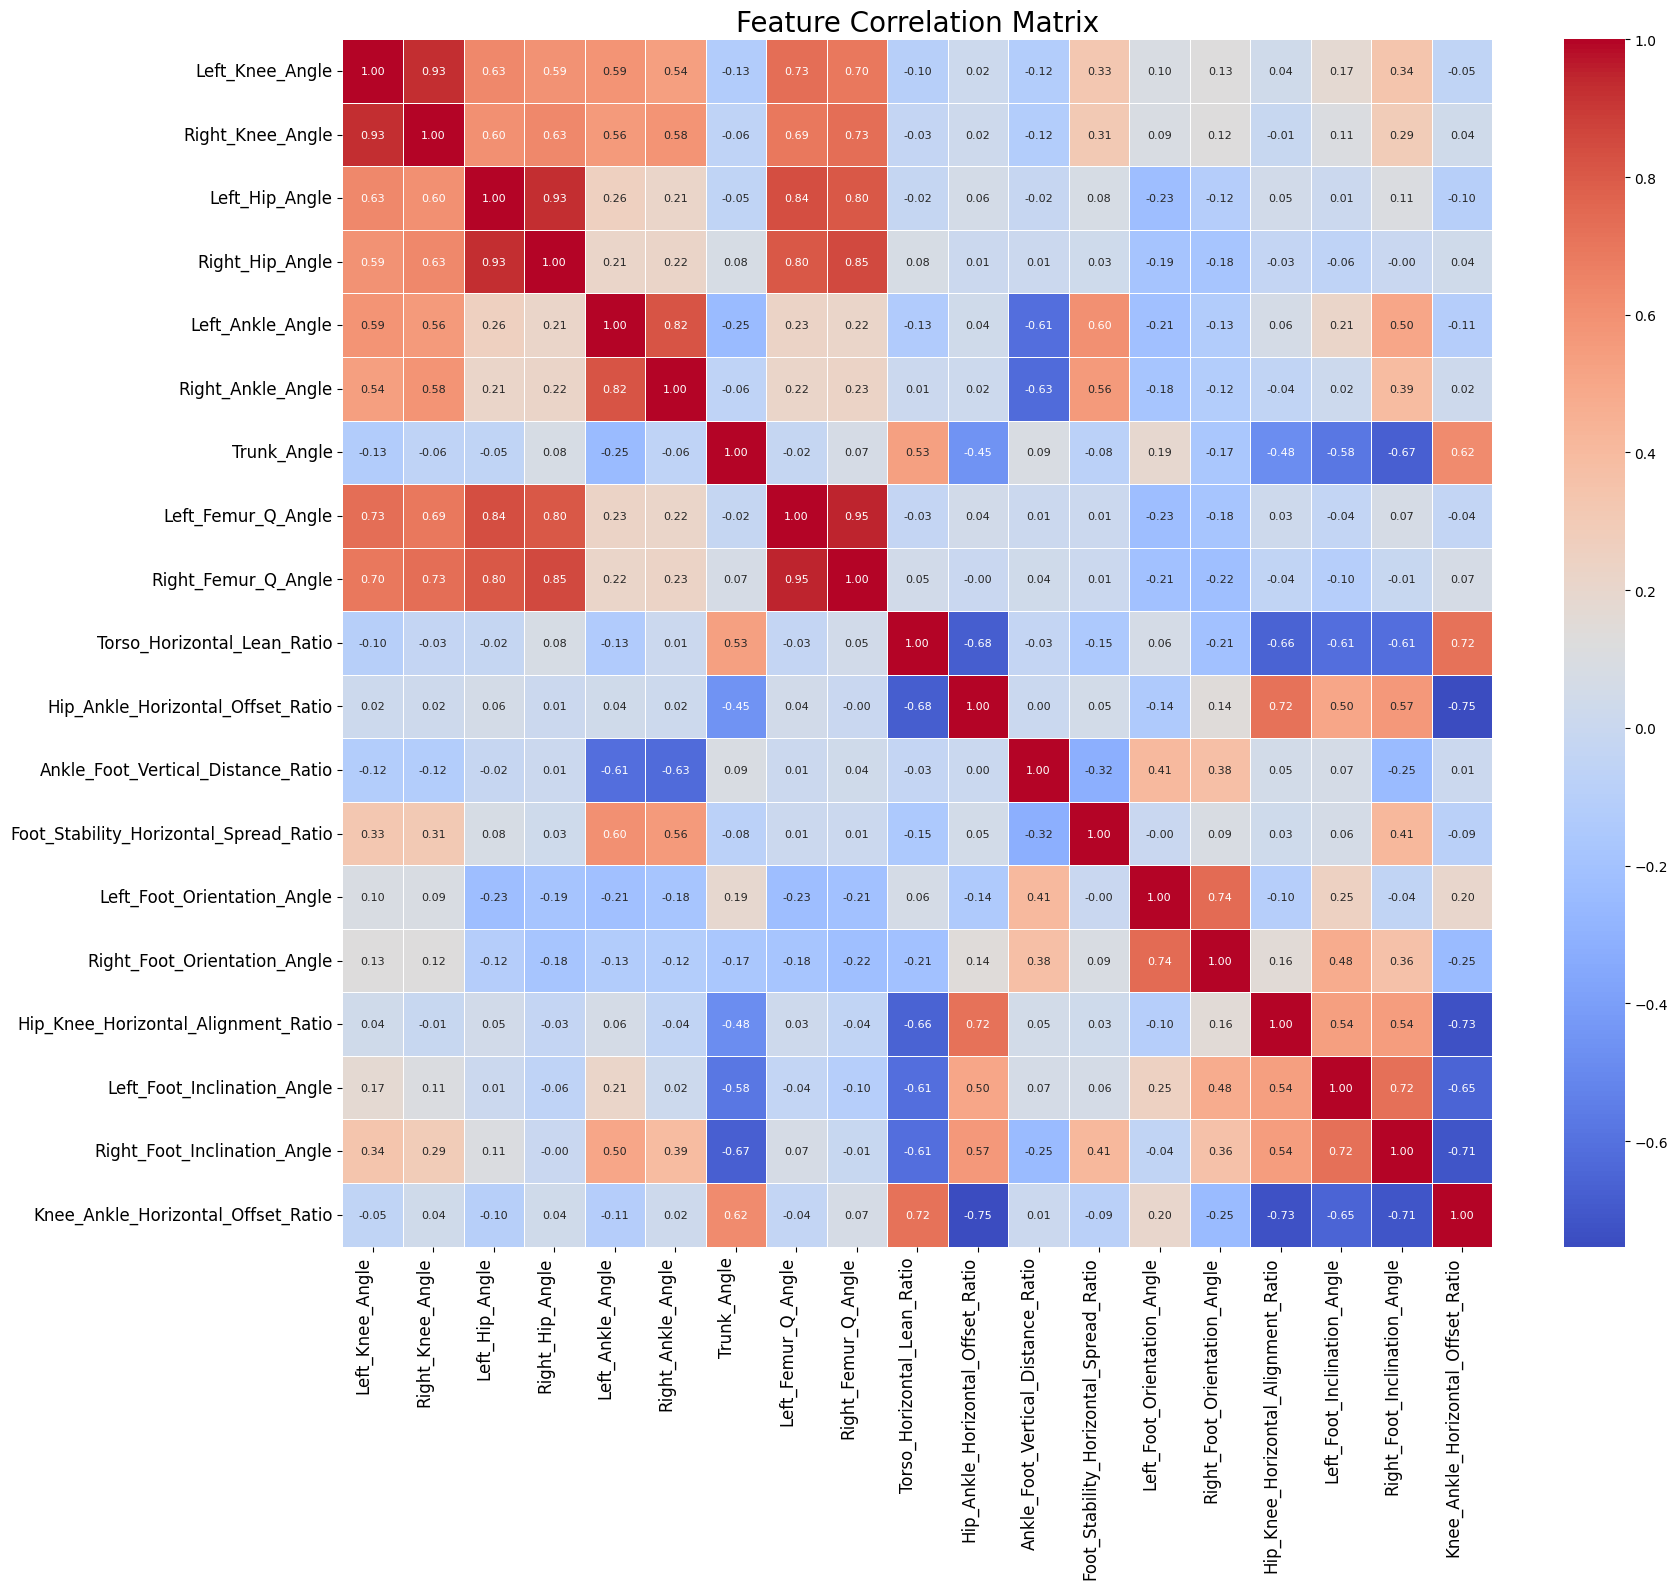 Feature Correlation Matrix
Left_Knee_Angle 1.00 0.93 0.63 0.59 0.59 0.54 -0.13 0.73 0.70 -0.10 0.02 -0.12 0.33 0.10 0.13 0.04 0.17 0.34 -0.05
Right_Knee_Angle 0.93 1.00 0.60 0.63 0.56 0.58 -0.06 0.69 0.73 -0.03 0.02 -0.12 0.31 0.09 0.12 -0.01 0.11 0.29 0.04
Left_Hip_Angle 0.63 0.60 1.00 0.93 0.26 0.21 -0.05 0.84 0.80 -0.02 0.06 -0.02 0.08 -0.23 -0.12 0.05 0.01 0.11 -0.10
Right_Hip_Angle 0.59 0.63 0.93 1.00 0.21 0.22 0.08 0.80 0.85 0.08 0.01 0.01 0.03 -0.19 -0.18 -0.03 -0.06 -0.00 0.04
Left_Ankle_Angle 0.59 0.56 0.26 0.21 1.00 0.82 -0.25 0.23 0.22 -0.13 0.04 -0.61 0.60 -0.21 -0.13 0.06 0.21 0.50 -0.11
Right_Ankle_Angle 0.54 0.58 0.21 0.22 0.82 1.00 -0.06 0.22 0.23 0.01 0.02 -0.63 0.56 -0.18 -0.12 -0.04 0.02 0.39 0.02
Trunk_Angle -0.13 -0.06 -0.05 0.08 -0.25 -0.06 1.00 -0.02 0.07 0.53 -0.45 0.09 -0.08 0.19 -0.17 -0.48 -0.58 -0.67 0.62
Left_Femur_Q_Angle 0.73 0.69 0.84 0.80 0.23 0.22 -0.02 1.00 0.95 -0.03 0.04 0.01 0.01 -0.23 -0.18 0.03 -0.04 0.07 -0.04
Right_Femur_Q_Angle 0.70 0.73 0.80 0.85 0.22 0.23 0.07 0.95 1.00 0.05 -0.00 0.04 0.01 -0.21 -0.22 -0.04 -0.10 -0.01 0.07
Torso_Horizontal_Lean_Ratio -0.10 -0.03 -0.02 0.08 -0.13 0.01 0.53 -0.03 0.05 1.00 -0.68 -0.03 -0.15 0.06 -0.21 -0.66 -0.61 -0.61 0.72
Hip_Ankle_Horizontal_Offset_Ratio 0.02 0.02 0.06 0.01 0.04 0.02 -0.45 0.04 -0.00 -0.68 1.00 0.00 0.05 -0.14 0.14 0.72 0.50 0.57 -0.75
Ankle_Foot_Vertical_Distance_Ratio -0.12 -0.12 -0.02 0.01 -0.61 -0.63 0.09 0.01 0.04 -0.03 0.00 1.00 -0.32 0.41 0.38 0.05 0.07 -0.25 0.01
Foot_Stability_Horizontal_Spread_Ratio 0.33 0.31 0.08 0.03 0.60 0.56 -0.08 0.01 0.01 -0.15 0.05 -0.32 1.00 -0.00 0.09 0.03 0.06 0.41 -0.09
Left_Foot_Orientation_Angle 0.10 0.09 -0.23 -0.19 -0.21 -0.18 0.19 -0.23 -0.21 0.06 -0.14 0.41 -0.00 1.00 0.74 -0.10 0.25 -0.04 0.20
Right_Foot_Orientation_Angle 0.13 0.12 -0.12 -0.18 -0.13 -0.12 -0.17 -0.18 -0.22 -0.21 0.14 0.38 0.09 0.74 1.00 0.16 0.48 0.36 -0.25
Hip_Knee_Horizontal_Alignment_Ratio 0.04 -0.01 0.05 -0.03 0.06 -0.04 -0.48 0.03 -0.04 -0.66 0.72 0.05 0.03 -0.10 0.16 1.00 0.54 0.54 -0.73
Left_Foot_Inclination_Angle 0.17 0.11 0.01 -0.06 0.21 0.02 -0.58 -0.04 -0.10 -0.61 0.50 0.07 0.06 0.25 0.48 0.54 1.00 0.72 -0.65
Right_Foot_Inclination_Angle 0.34 0.29 0.11 -0.00 0.50 0.39 -0.67 0.07 -0.01 -0.61 0.57 -0.25 0.41 -0.04 0.36 0.54 0.72 1.00 -0.71
Knee_Ankle_Horizontal_Offset_Ratio -0.05 0.04 -0.10 0.04 -0.11 0.02 0.62 -0.04 0.07 0.72 -0.75 0.01 -0.09 0.20 -0.25 -0.73 -0.65 -0.71 1.00
Left_Knee_Angle
Right_Knee_Angle
Left_Hip_Angle
Right_Hip_Angle
Left_Ankle_Angle
Right_Ankle_Angle
Trunk_Angle
Left_Femur_Q_Angle
Right_Femur_Q_Angle
Torso_Horizontal_Lean_Ratio
Hip_Ankle_Horizontal_Offset_Ratio
Ankle_Foot_Vertical_Distance_Ratio
Foot_Stability_Horizontal_Spread_Ratio
Left_Foot_Orientation_Angle
Right_Foot_Orientation_Angle
Hip_Knee_Horizontal_Alignment_Ratio
Left_Foot_Inclination_Angle
Right_Foot_Inclination_Angle
Knee_Ankle_Horizontal_Offset_Ratio
1.0
0.8
0.6
0.4
0.2
0.0
−0.2
−0.4
−0.6